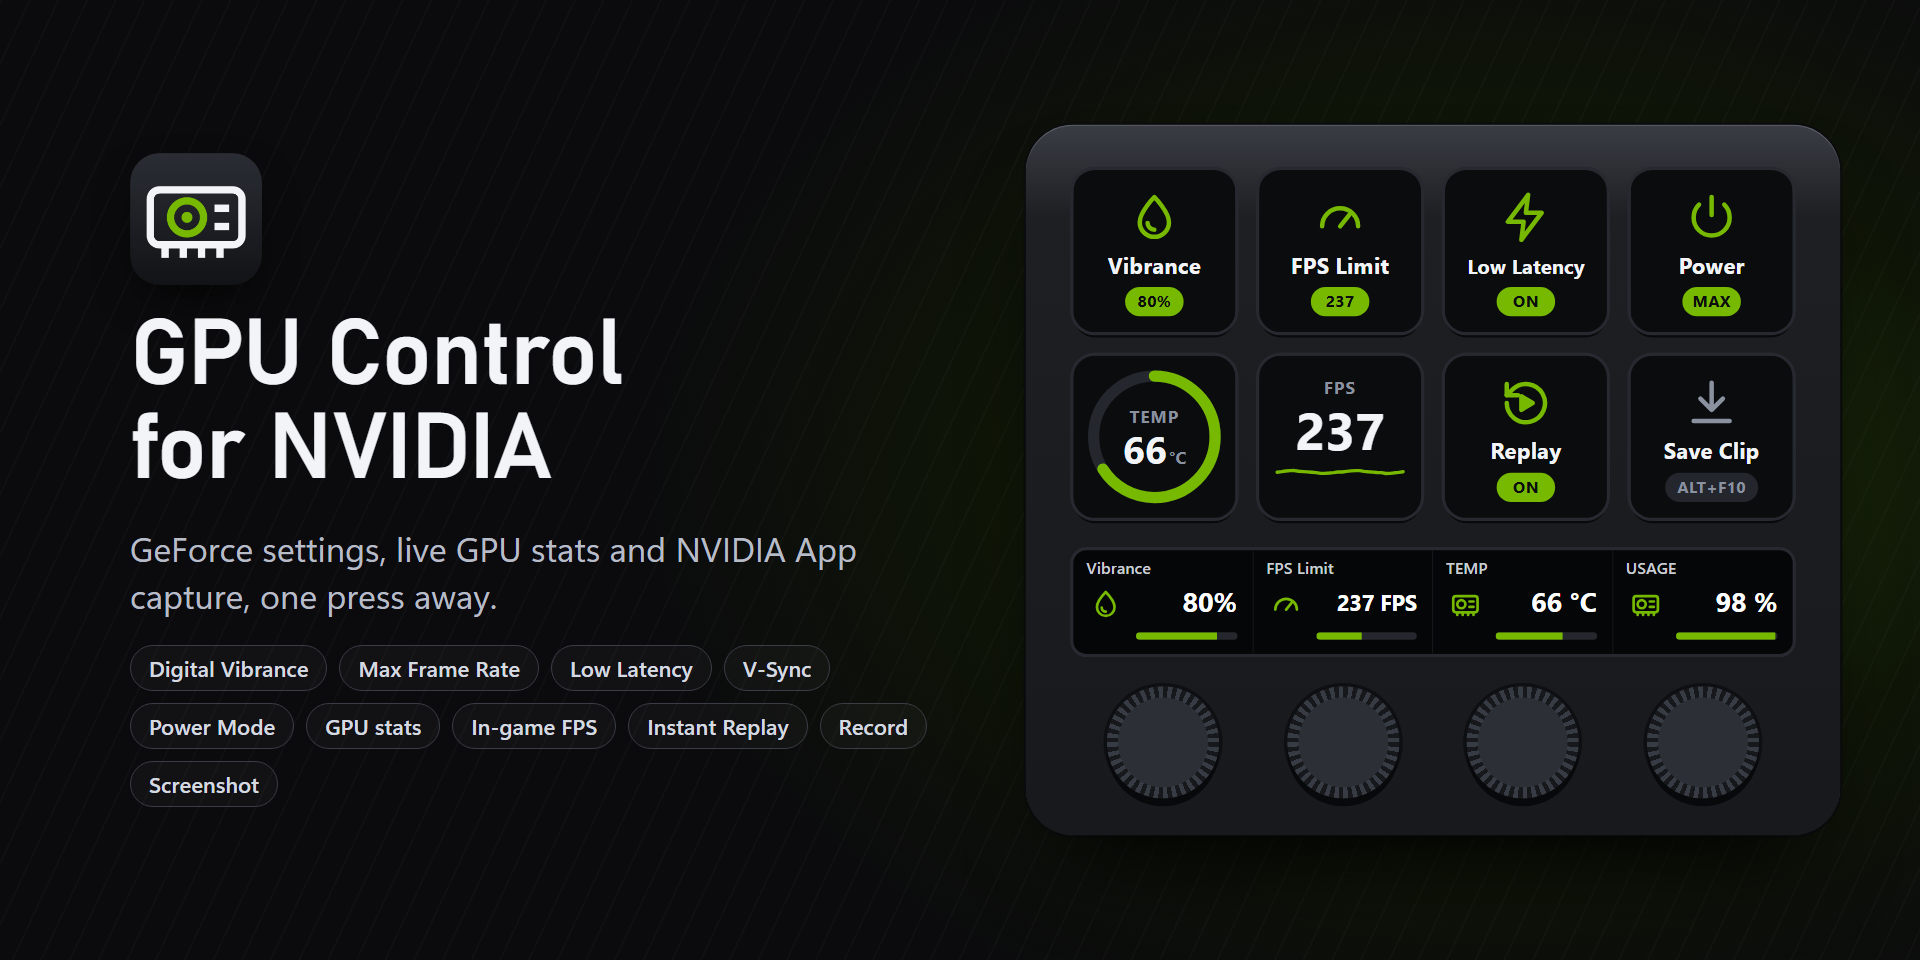 GPU Control
for NVIDIA
GeForce settings, live GPU stats and NVIDIA App
capture, one press away.
Digital Vibrance
Max Frame Rate
Low Latency
V-Sync
Power Mode
GPU stats
In-game FPS
Instant Replay
Record
Screenshot
Vibrance
80%
FPS Limit
237
Low Latency
ON
Power
MAX
TEMP
66 °C
FPS
237
Replay
ON
Save Clip
ALT+F10
Vibrance
80%
FPS Limit
237 FPS
TEMP
66 °C
USAGE
98 %